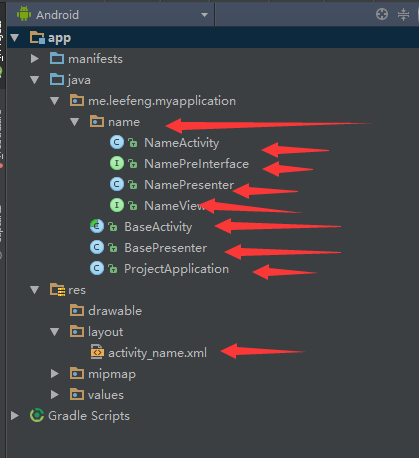 Android
app
manifests
java
me.leefeng.myapplication
name
NameActivity
NamePreInterface
NamePresenter
NameView
BaseActivity
BasePresenter
ProjectApplication
res
drawable
layout
activity_name.xml
mipmap
values
Gradle Scripts